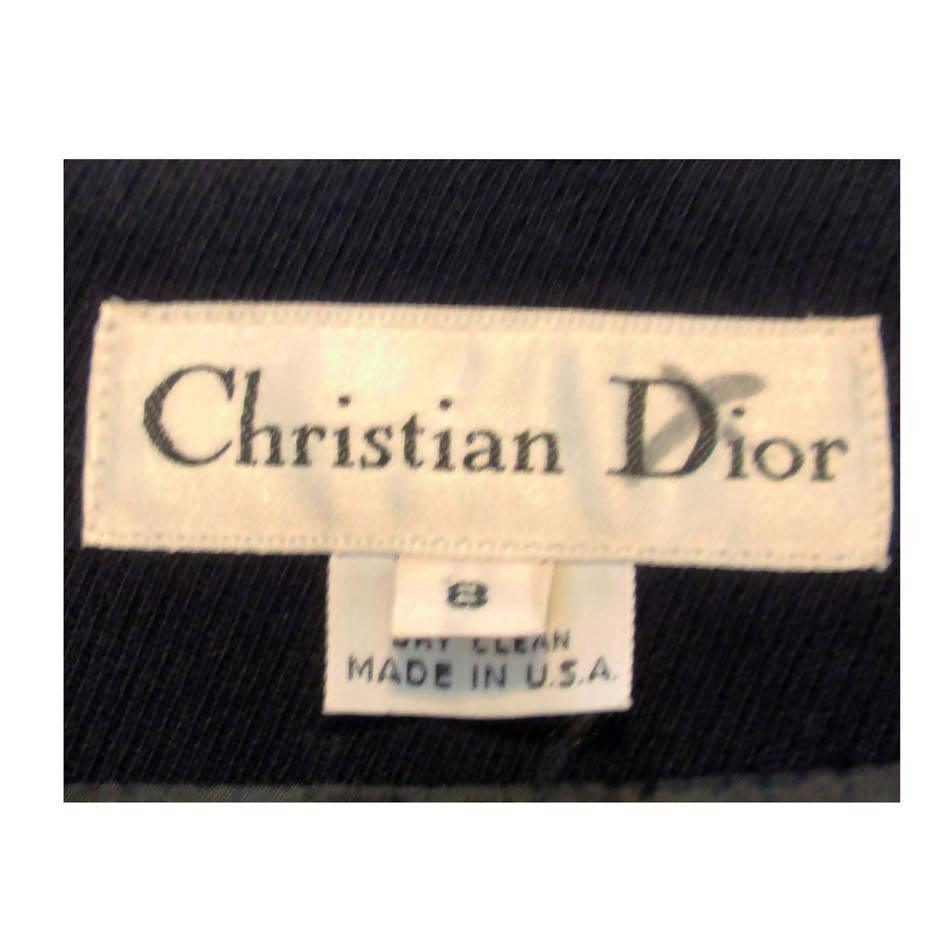 Christian Dior
8
DRY CLEAN
MADE IN U.S.A.